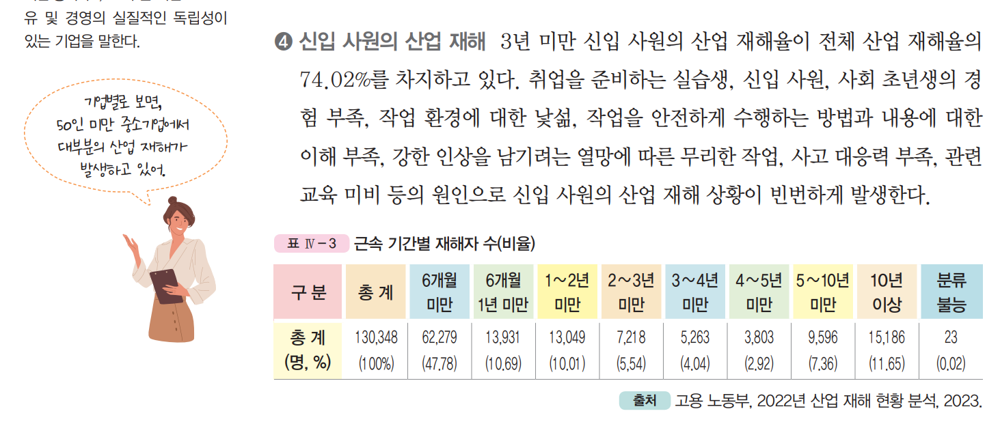 유 및 경영의 실질적인 독립성이
있는 기업을 말한다.
기업별로 보면,
50인 미만 중소기업에서
대부분의 산업 재해가
발생하고 있어.
❹ 신입 사원의 산업 재해 3년 미만 신입 사원의 산업 재해율이 전체 산업 재해율의
74.02%를 차지하고 있다. 취업을 준비하는 실습생, 신입 사원, 사회 초년생의 경
험 부족, 작업 환경에 대한 낯섦, 작업을 안전하게 수행하는 방법과 내용에 대한
이해 부족, 강한 인상을 남기려는 열망에 따른 무리한 작업, 사고 대응력 부족, 관련
교육 미비 등의 원인으로 신입 사원의 산업 재해 상황이 빈번하게 발생한다.
표 Ⅳ-3 근속 기간별 재해자 수(비율)
구 분 총 계 6개월 미만 6개월 1년 미만 1~2년 미만 2~3년 미만 3~4년 미만 4~5년 미만 5~10년 미만 10년 이상 분류 불능
총 계 130,348 62,279 13,931 13,049 7,218 5,263 3,803 9,596 15,186 23
(명, %) (100%) (47.78) (10.69) (10.01) (5.54) (4.04) (2.92) (7.36) (11.65) (0.02)
출처 고용 노동부, 2022년 산업 재해 현황 분석, 2023.